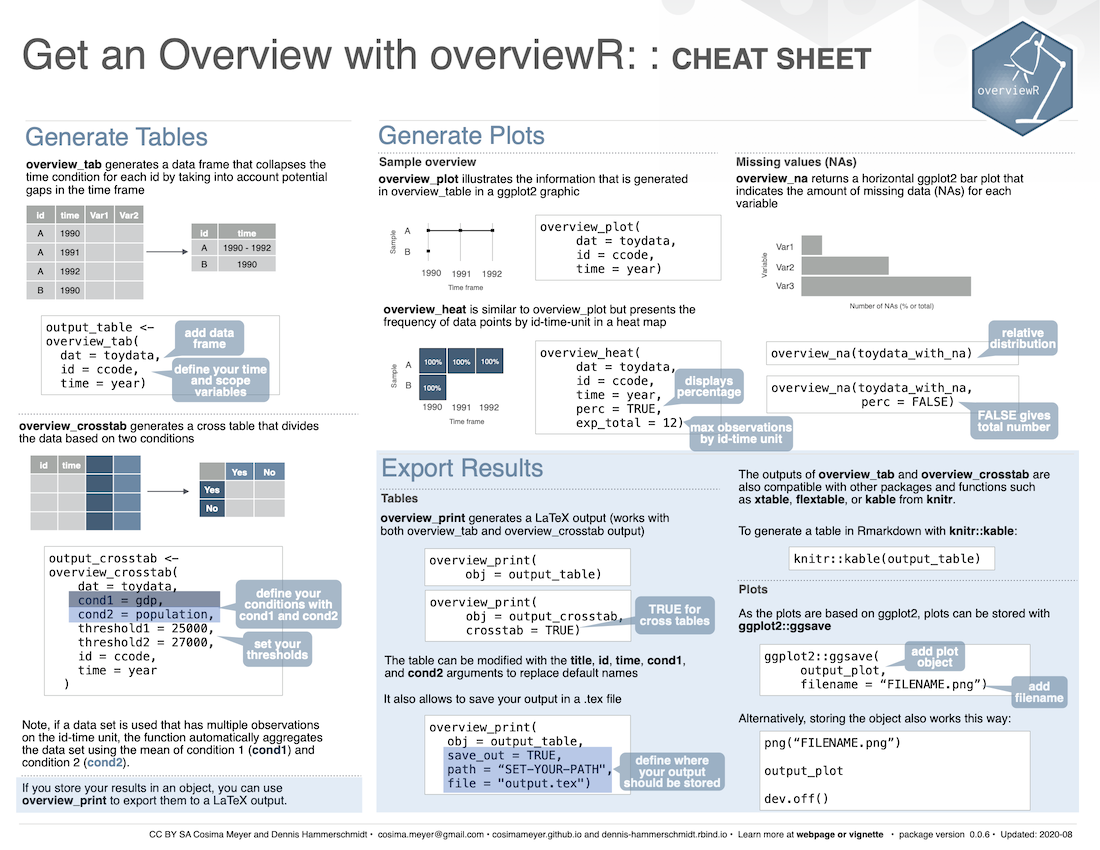 Get an Overview with overviewR: : CHEAT SHEET
overviewR
Generate Tables
overview_tab generates a data frame that collapses the
time condition for each id by taking into account potential
gaps in the time frame
id time Var1 Var2
A 1990
A 1991
A 1992
B 1990
id time
A 1990 - 1992
B 1990
output_table <-
overview_tab(
dat = toydata,
id = ccode,
time = year)
add data
frame
define your time
and scope
variables
overview_crosstab generates a cross table that divides
the data based on two conditions
id time
Yes No
Yes
No
output_crosstab <-
overview_crosstab(
dat = toydata,
cond1 = gdp,
cond2 = population,
threshold1 = 25000,
threshold2 = 27000,
id = ccode,
time = year
)
define your
conditions with
cond1 and cond2
set your
thresholds
Note, if a data set is used that has multiple observations
on the id-time unit, the function automatically aggregates
the data set using the mean of condition 1 (cond1) and
condition 2 (cond2).
If you store your results in an object, you can use
overview_print to export them to a LaTeX output.
Generate Plots
Sample overview
overview_plot illustrates the information that is generated
in overview_table in a ggplot2 graphic
Sample
A
B
1990 1991 1992
Time frame
overview_plot(
dat = toydata,
id = ccode,
time = year)
overview_heat is similar to overview_plot but presents the
frequency of data points by id-time-unit in a heat map
Sample
A 100% 100% 100%
B 100%
1990 1991 1992
Time frame
overview_heat(
dat = toydata,
id = ccode,
time = year,
perc = TRUE,
exp_total = 12)
displays
percentage
max observations
by id-time unit
Missing values (NAs)
overview_na returns a horizontal ggplot2 bar plot that
indicates the amount of missing data (NAs) for each
variable
Variable
Var1
Var2
Var3
Number of NAs (% or total)
overview_na(toydata_with_na)
relative
distribution
overview_na(toydata_with_na,
perc = FALSE)
FALSE gives
total number
Export Results
Tables
overview_print generates a LaTeX output (works with
both overview_tab and overview_crosstab output)
overview_print(
obj = output_table)
overview_print(
obj = output_crosstab,
crosstab = TRUE)
TRUE for
cross tables
The table can be modified with the title, id, time, cond1,
and cond2 arguments to replace default names
It also allows to save your output in a .tex file
overview_print(
obj = output_table,
save_out = TRUE,
path = “SET-YOUR-PATH",
file = "output.tex")
define where
your output
should be stored
The outputs of overview_tab and overview_crosstab are
also compatible with other packages and functions such
as xtable, flextable, or kable from knitr.
To generate a table in Rmarkdown with knitr::kable:
knitr::kable(output_table)
Plots
As the plots are based on ggplot2, plots can be stored with
ggplot2::ggsave
ggplot2::ggsave(
output_plot,
filename = “FILENAME.png”)
add plot
object
add
filename
Alternatively, storing the object also works this way:
png(“FILENAME.png”)
output_plot
dev.off()
CC BY SA Cosima Meyer and Dennis Hammerschmidt • cosima.meyer@gmail.com • cosimameyer.github.io and dennis-hammerschmidt.rbind.io • Learn more at webpage or vignette • package version 0.0.6 • Updated: 2020-08